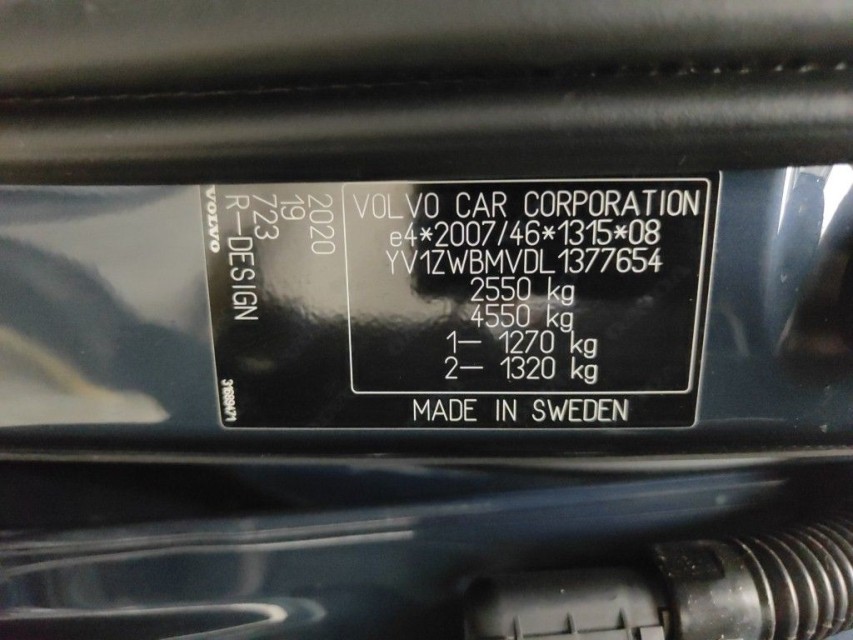 VOLVO CAR CORPORATION
e4*2007/46*1315*08
YV1ZWBMVDL1377654
2550 kg
4550 kg
1– 1270 kg
2– 1320 kg
MADE IN SWEDEN
2020
19
723
R–DESIGN
VOLVO